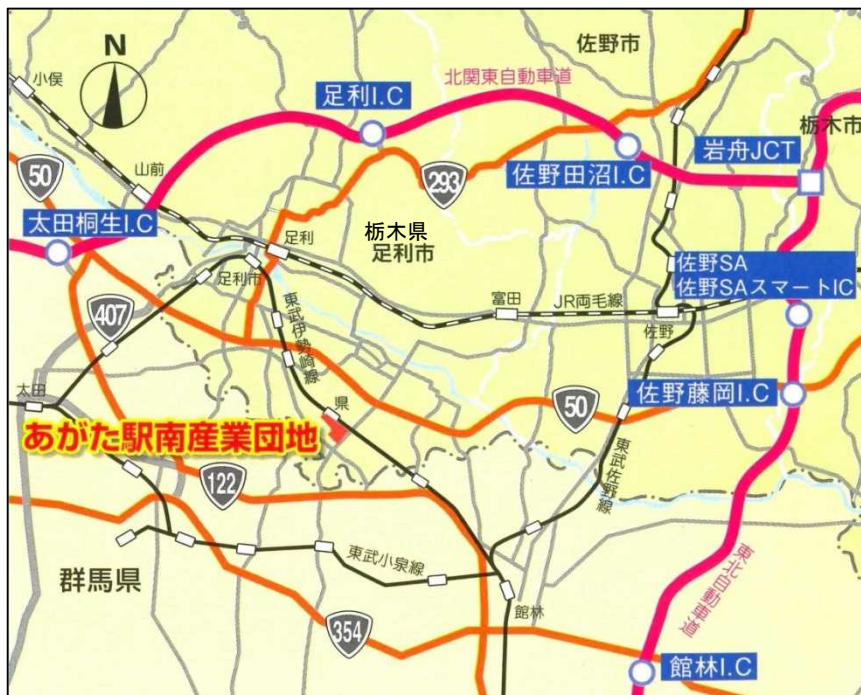 N
佐野市
北関東自動車道
小俣
足利I.C
栃木市
岩舟JCT
50
山前
293
佐野田沼I.C
太田桐生I.C
栃木県
足利市
足利
足利市
佐野SA
佐野SAスマートIC
富田
JR両毛線
407
東武伊勢崎線
佐野
太田
県
佐野藤岡I.C
50
あがた駅南産業団地
122
東武佐野線
東武小泉線
東北自動車道
群馬県
館林
354
館林I.C